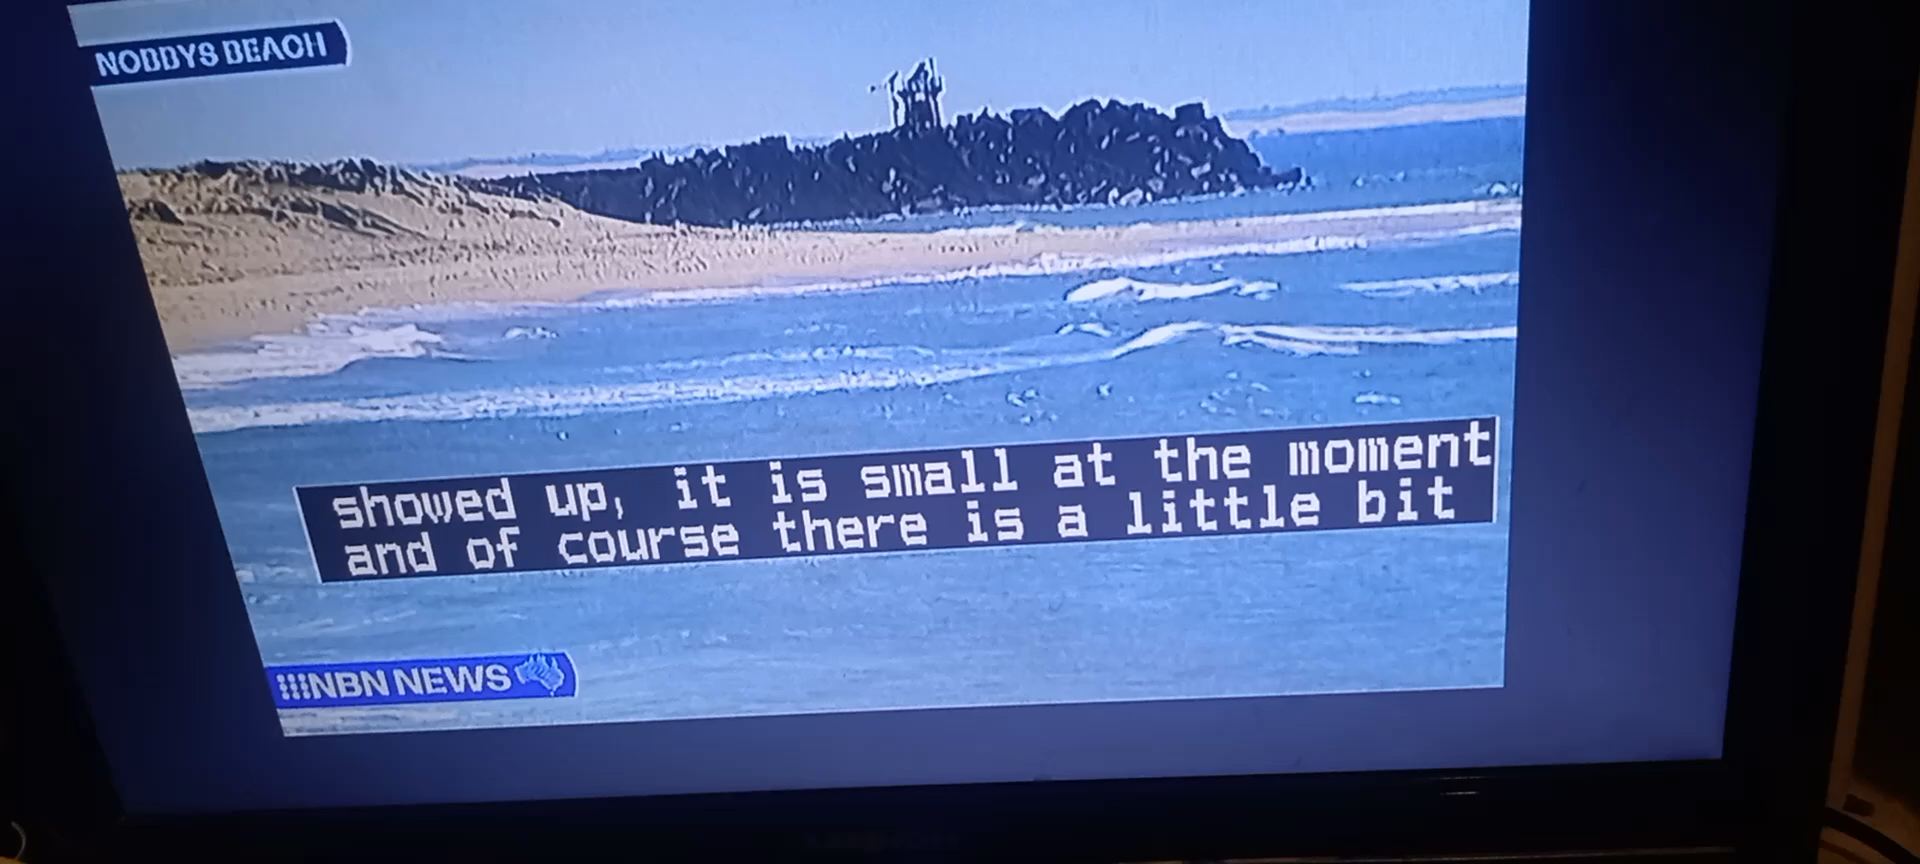 NOBBYS BEACH
showed up, it is small at the moment
and of course there is a little bit
NBN NEWS